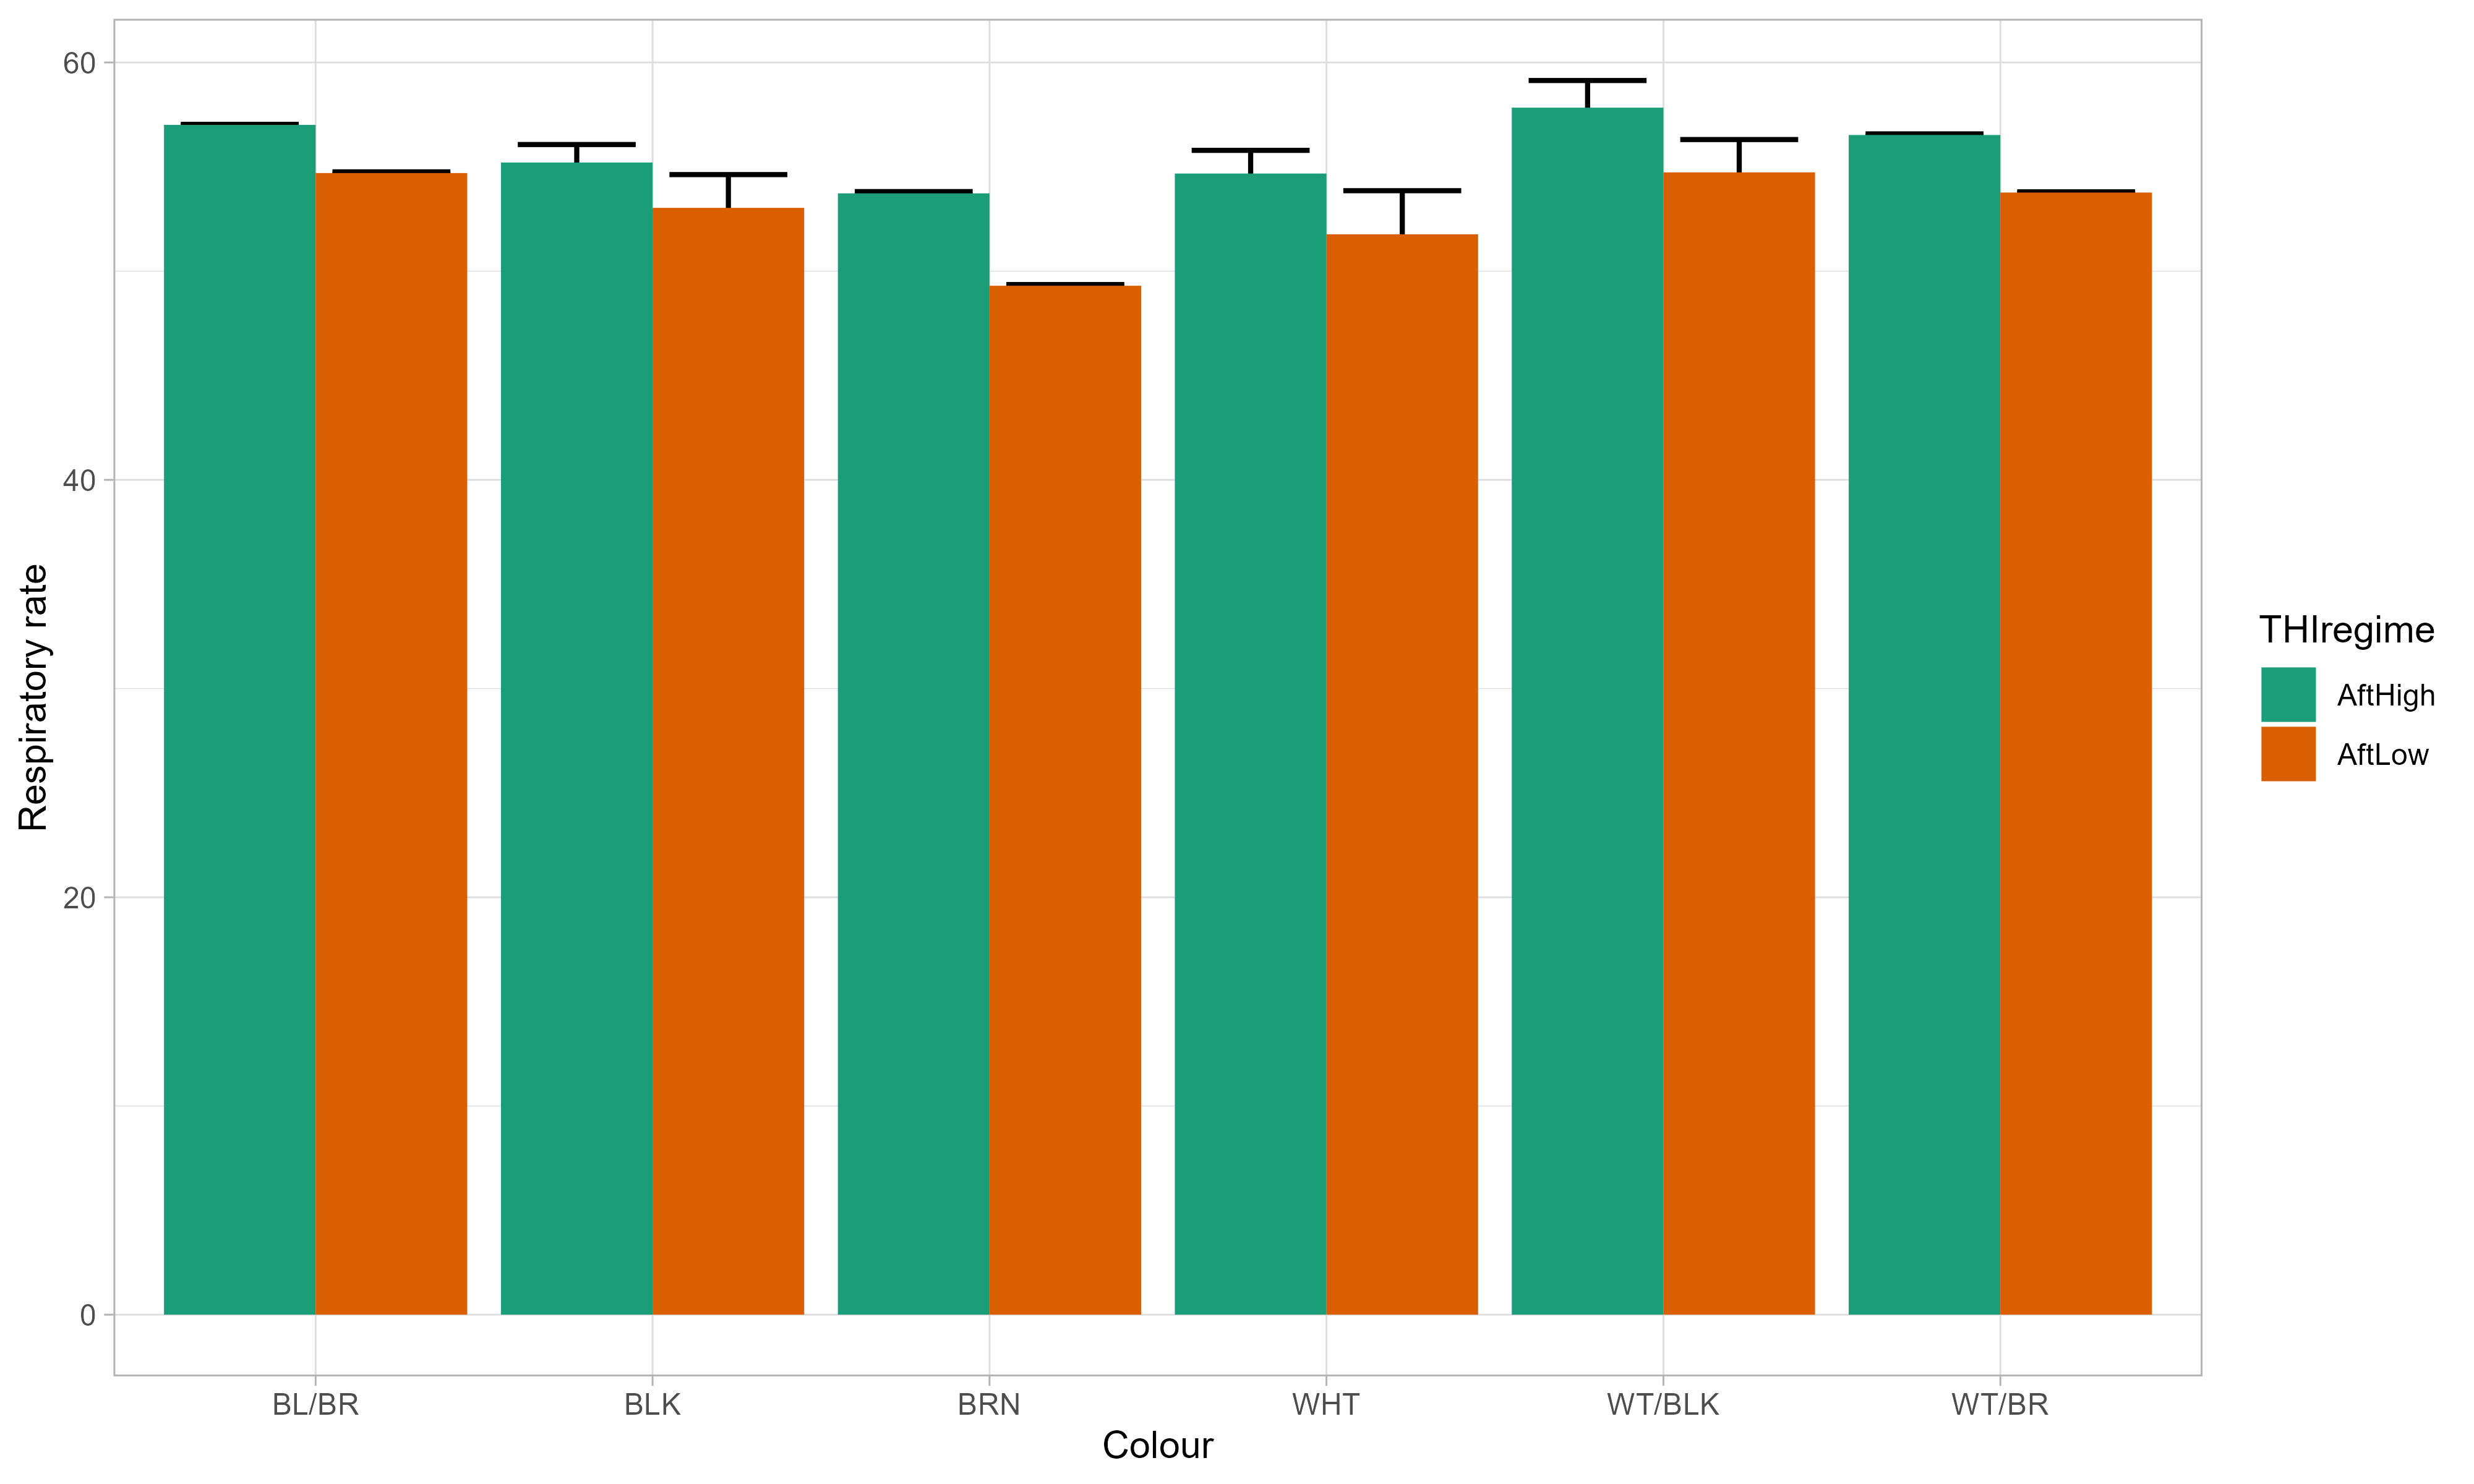 60
40
20
0
Respiratory rate
BL/BR BLK BRN WHT WT/BLK WT/BR
Colour
THIregime
AftHigh
AftLow